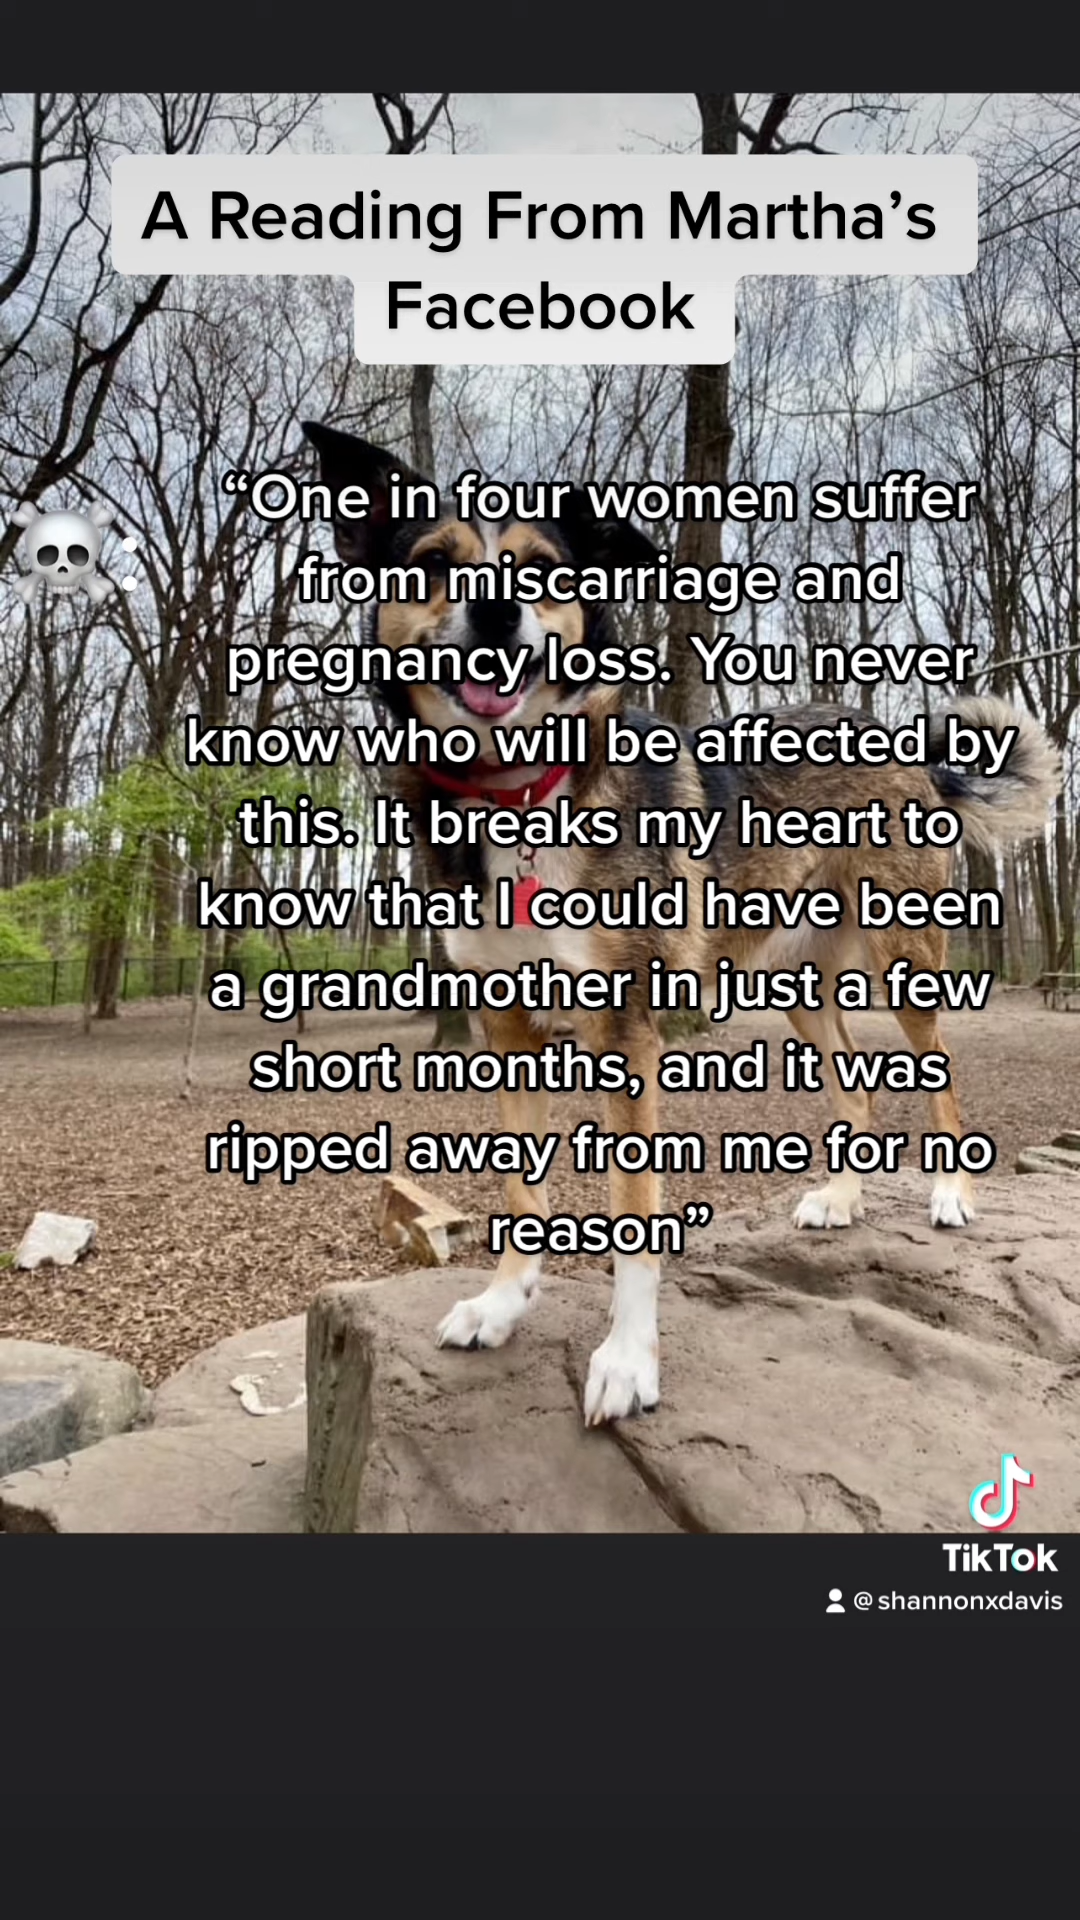 A Reading From Martha’s
Facebook
“One in four women suffer
from miscarriage and
pregnancy loss. You never
know who will be affected by
this. It breaks my heart to
know that I could have been
a grandmother in just a few
short months, and it was
ripped away from me for no
reason”
TikTok
@shannonxdavis